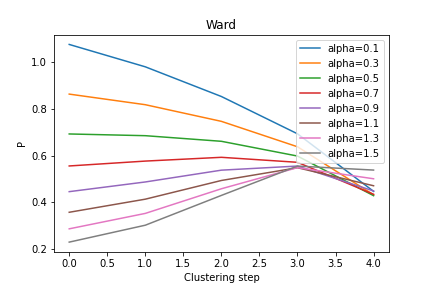 Ward
P
1.0
0.8
0.6
0.4
0.2
alpha=0.1
alpha=0.3
alpha=0.5
alpha=0.7
alpha=0.9
alpha=1.1
alpha=1.3
alpha=1.5
0.0 0.5 1.0 1.5 2.0 2.5 3.0 3.5 4.0
Clustering step